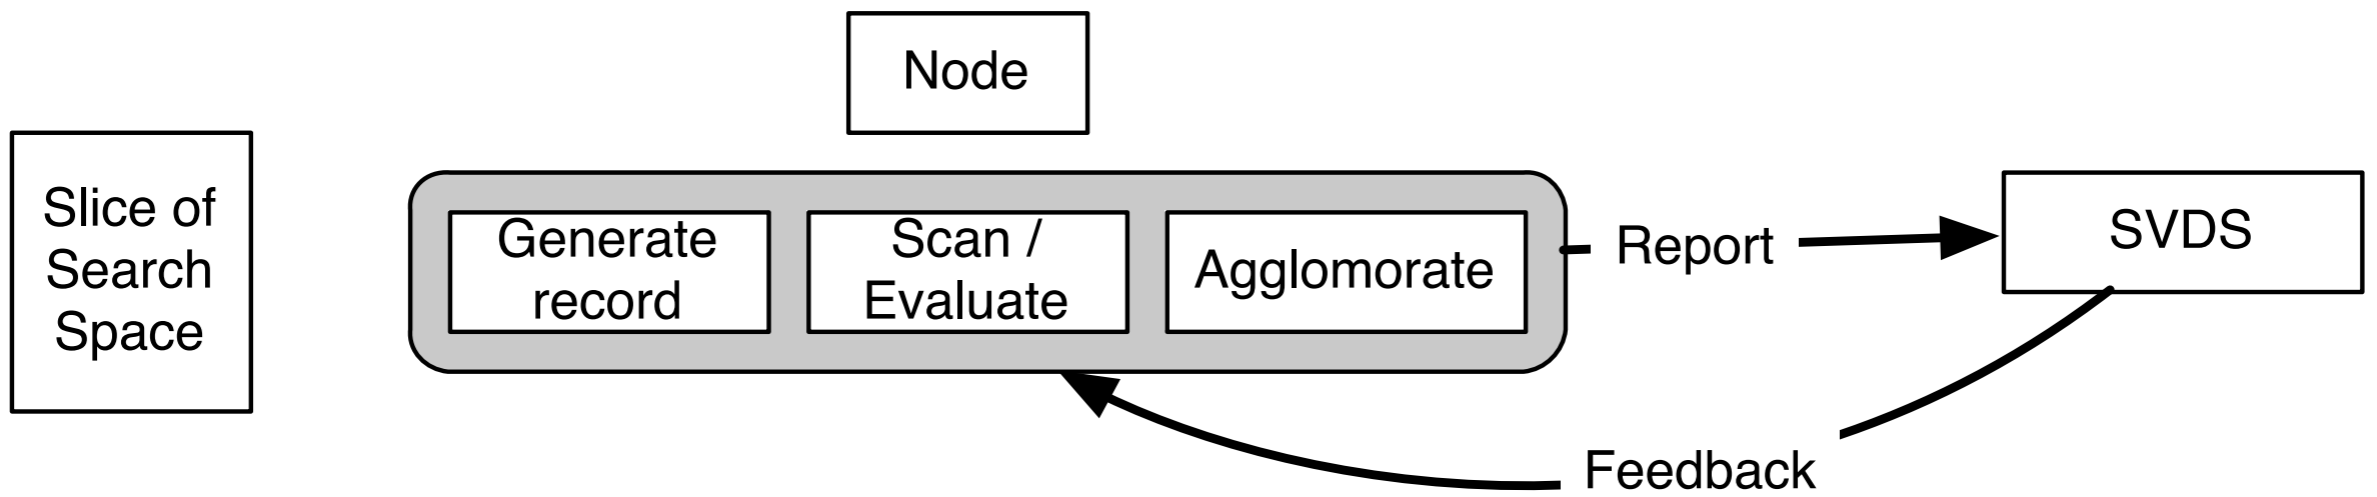 Node
Slice of
Search
Space
Generate
record
Scan /
Evaluate
Agglomorate
Report
SVDS
Feedback